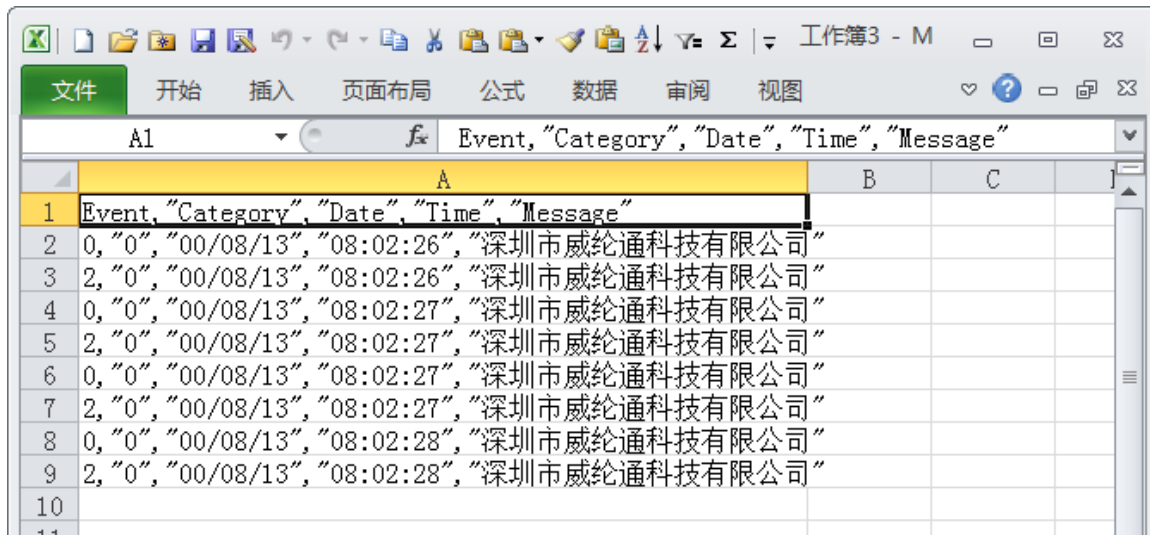 工作簿3 - M
文件 开始 插入 页面布局 公式 数据 审阅 视图
A1 fx Event,"Category","Date","Time","Message"
A B C
1 Event,"Category","Date","Time","Message"
2 0,"0","00/08/13","08:02:26","深圳市威纶通科技有限公司"
3 2,"0","00/08/13","08:02:26","深圳市威纶通科技有限公司"
4 0,"0","00/08/13","08:02:27","深圳市威纶通科技有限公司"
5 2,"0","00/08/13","08:02:27","深圳市威纶通科技有限公司"
6 0,"0","00/08/13","08:02:27","深圳市威纶通科技有限公司"
7 2,"0","00/08/13","08:02:27","深圳市威纶通科技有限公司"
8 0,"0","00/08/13","08:02:28","深圳市威纶通科技有限公司"
9 2,"0","00/08/13","08:02:28","深圳市威纶通科技有限公司"
10